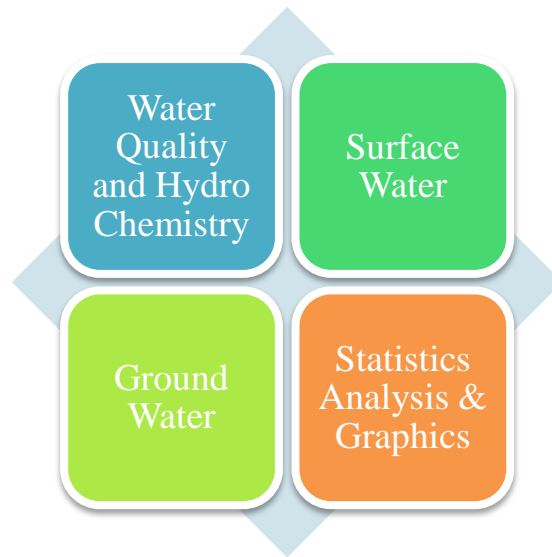 Water
Quality
and Hydro
Chemistry
Surface
Water
Ground
Water
Statistics
Analysis &
Graphics